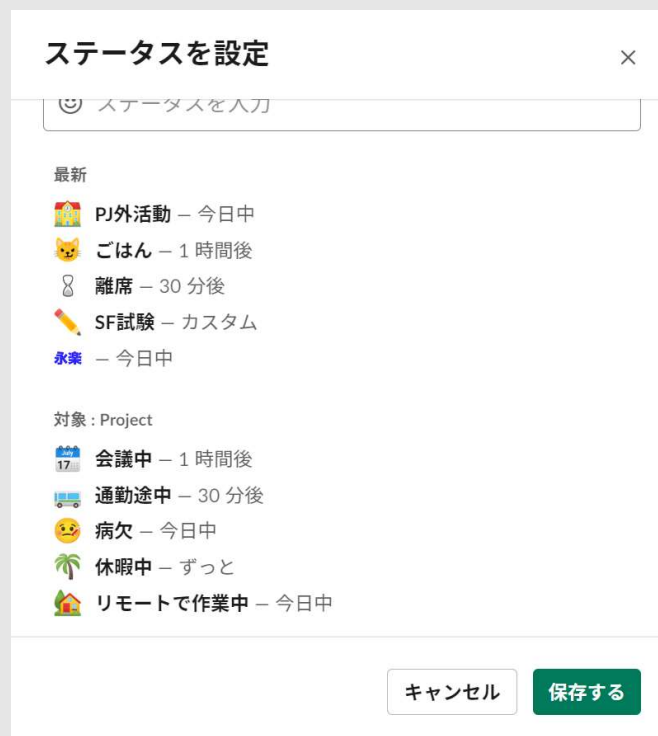 ステータスを設定
ステータスを入力
最新
PJ外活動 – 今日中
ごはん – 1 時間後
離席 – 30 分後
SF試験 – カスタム
永楽 – 今日中
対象 : Project
July
17
会議中 – 1 時間後
通勤途中 – 30 分後
病欠 – 今日中
休暇中 – ずっと
リモートで作業中 – 今日中
キャンセル
保存する